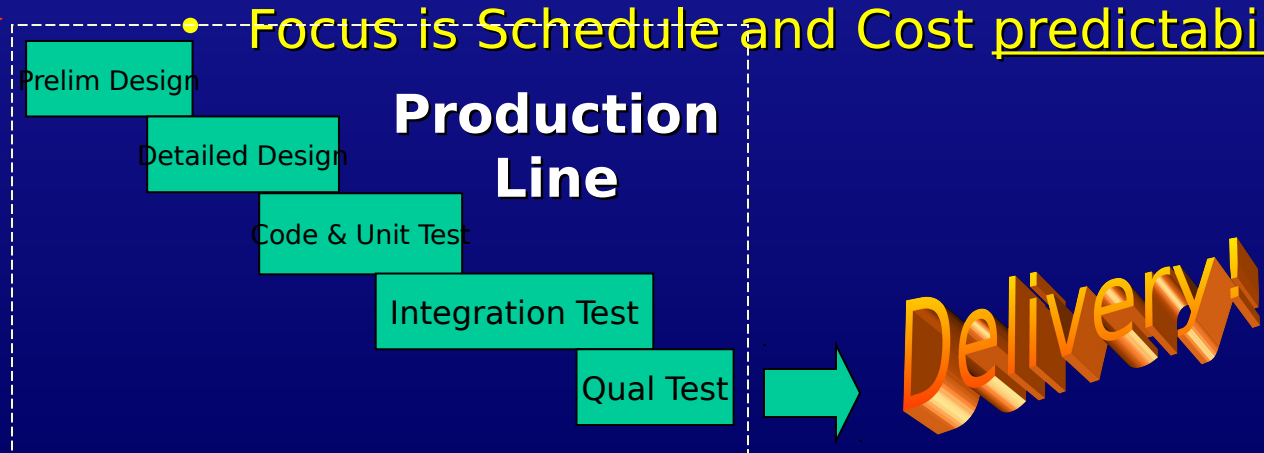 Focus is Schedule and Cost predictabi
Prelim Design
Production
Line
Detailed Design
Code & Unit Test
Integration Test
Qual Test
Delivery!